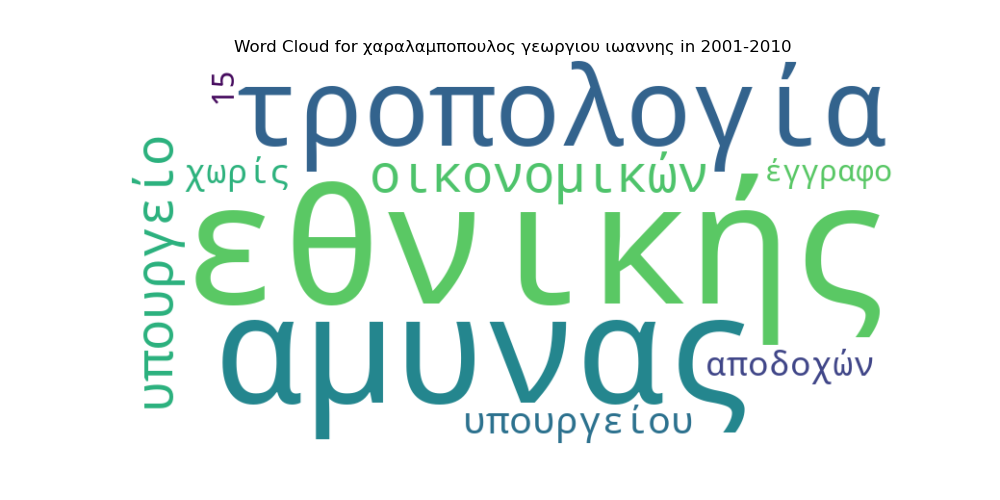 Word Cloud for χαραλαμποπουλος γεωργιου ιωαννης in 2001-2010
15
τροπολογία
υπουργείο
χωρίς
οικονομικών
έγγραφο
εθνικής
αμυνας
αποδοχών
υπουργείου